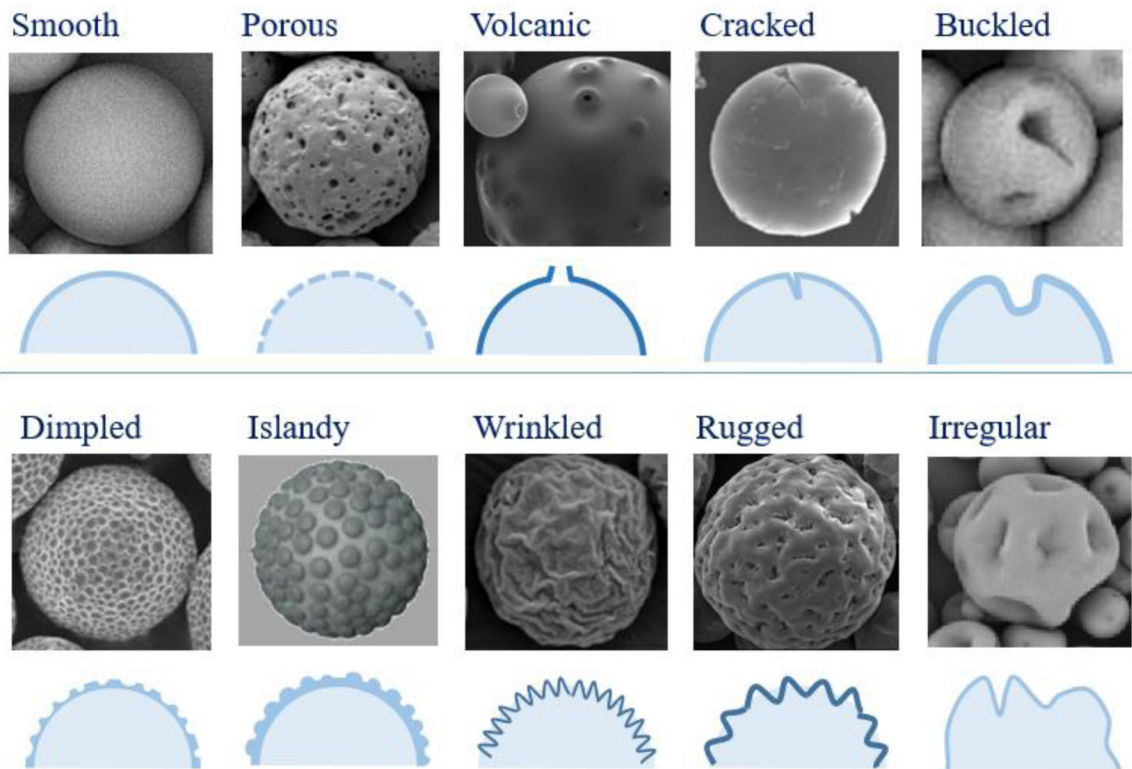 Smooth
Porous
Volcanic
Cracked
Buckled
Dimpled
Islandy
Wrinkled
Rugged
Irregular